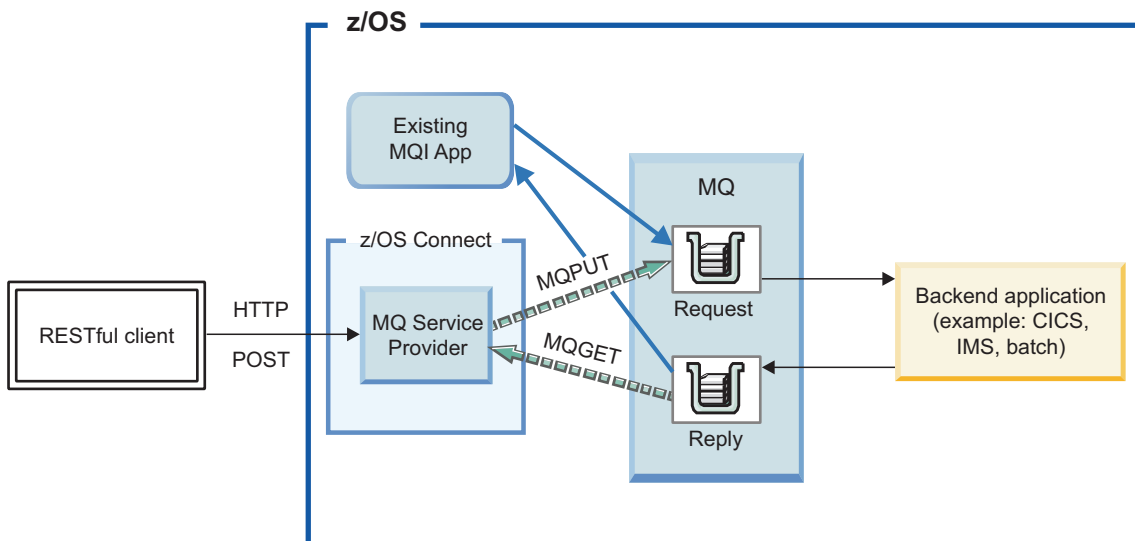 z/OS
Existing
MQI App
MQ
z/OS Connect
MQPUT
Request
HTTP
RESTful client
POST
MQ Service
Provider
MQGET
Reply
Backend application
(example: CICS,
IMS, batch)